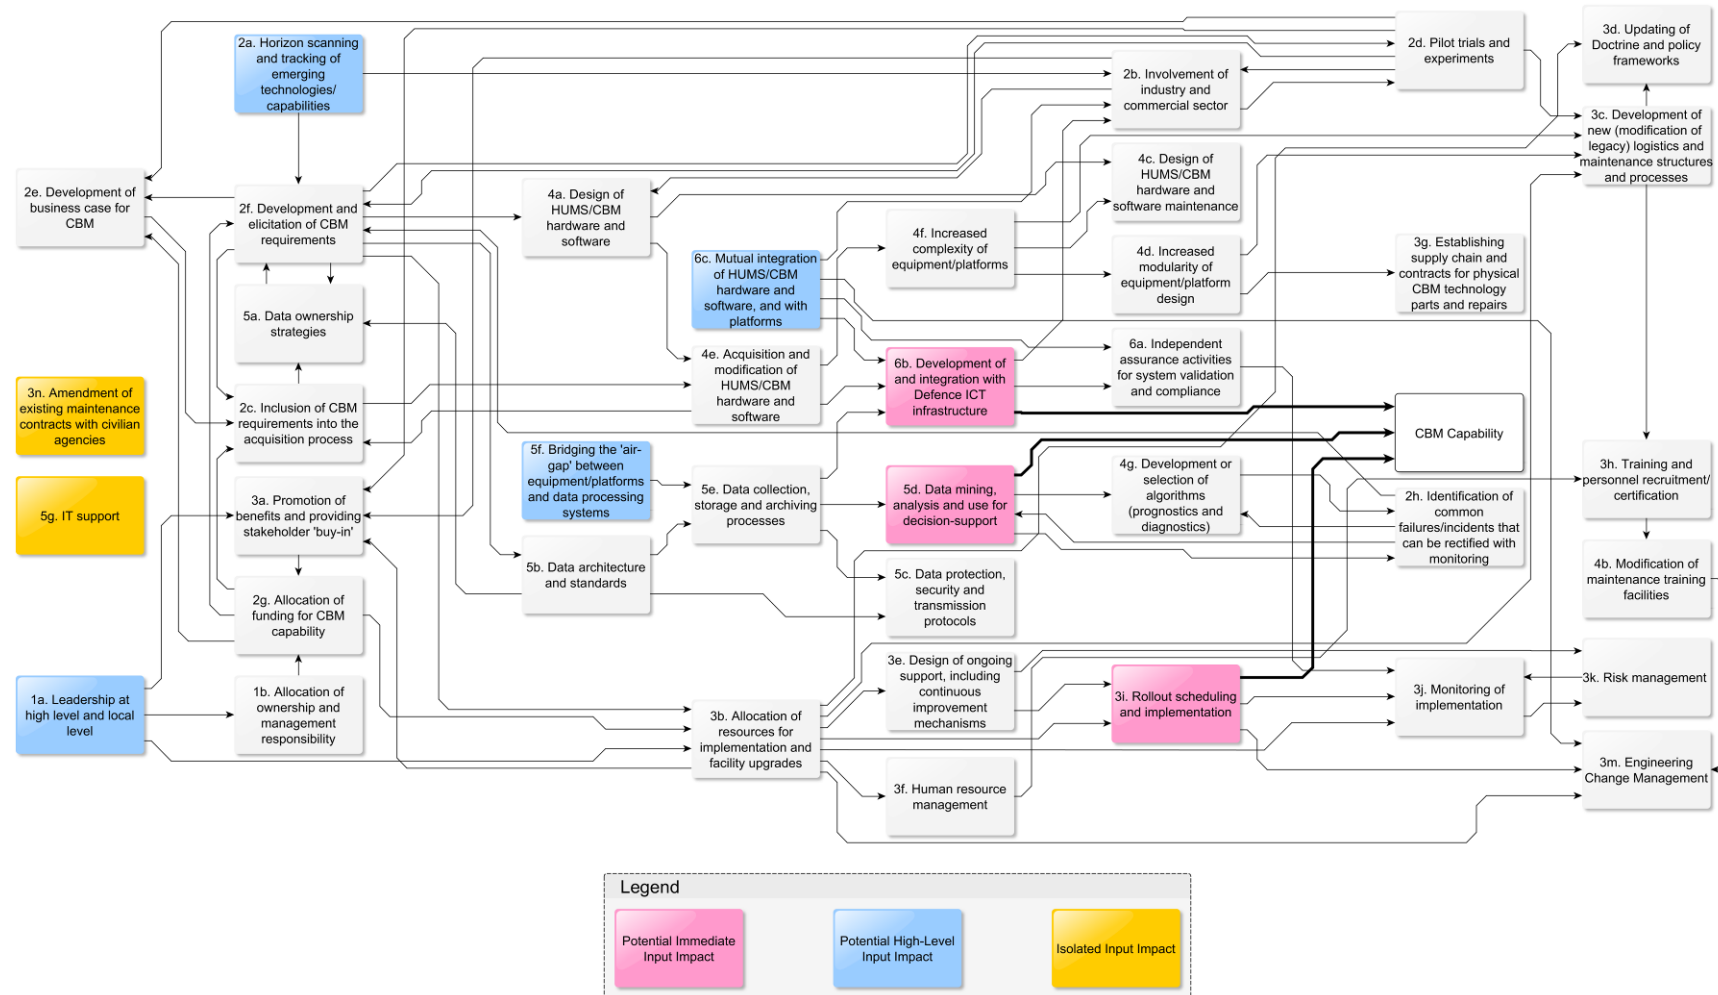 2a. Horizon scanning
and tracking of
emerging
technologies/
capabilities
2d. Pilot trials and
experiments
3d. Updating of
Doctrine and policy
frameworks
2b. Involvement of
industry and
commercial sector
3c. Development of
new (modification of
legacy) logistics and
maintenance structures
and processes
2e. Development of
business case for
CBM
2f. Development and
elicitation of CBM
requirements
4a. Design of
HUMS/CBM
hardware and
software
4c. Design of
HUMS/CBM
hardware and
software maintenance
4f. Increased
complexity of
equipment/platforms
4d. Increased
modularity of
equipment/platform
design
3g. Establishing
supply chain and
contracts for physical
CBM technology
parts and repairs
6c. Mutual integration
of HUMS/CBM
hardware and
software, and with
platforms
5a. Data ownership
strategies
4e. Acquisition and
modification of
HUMS/CBM
hardware and
software
6b. Development of
and integration with
Defence ICT
infrastructure
6a. Independent
assurance activities
for system validation
and compliance
3n. Amendment of
existing maintenance
contracts with civilian
agencies
2c. Inclusion of CBM
requirements into the
acquisition process
CBM Capability
5f. Bridging the 'air-
gap' between
equipment/platforms
and data processing
systems
5e. Data collection,
storage and archiving
processes
5d. Data mining,
analysis and use for
decision-support
4g. Development or
selection of
algorithms
(prognostics and
diagnostics)
2h. Identification of
common
failures/incidents that
can be rectified with
monitoring
3h. Training and
personnel recruitment/
certification
5g. IT support
3a. Promotion of
benefits and providing
stakeholder 'buy-in'
5b. Data architecture
and standards
5c. Data protection,
security and
transmission
protocols
4b. Modification of
maintenance training
facilities
2g. Allocation of
funding for CBM
capability
1a. Leadership at
high level and local
level
1b. Allocation of
ownership and
management
responsibility
3b. Allocation of
resources for
implementation and
facility upgrades
3e. Design of ongoing
support, including
continuous
improvement
mechanisms
3i. Rollout scheduling
and implementation
3j. Monitoring of
implementation
3k. Risk management
3f. Human resource
management
3m. Engineering
Change Management
Legend
Potential Immediate
Input Impact
Potential High-Level
Input Impact
Isolated Input Impact